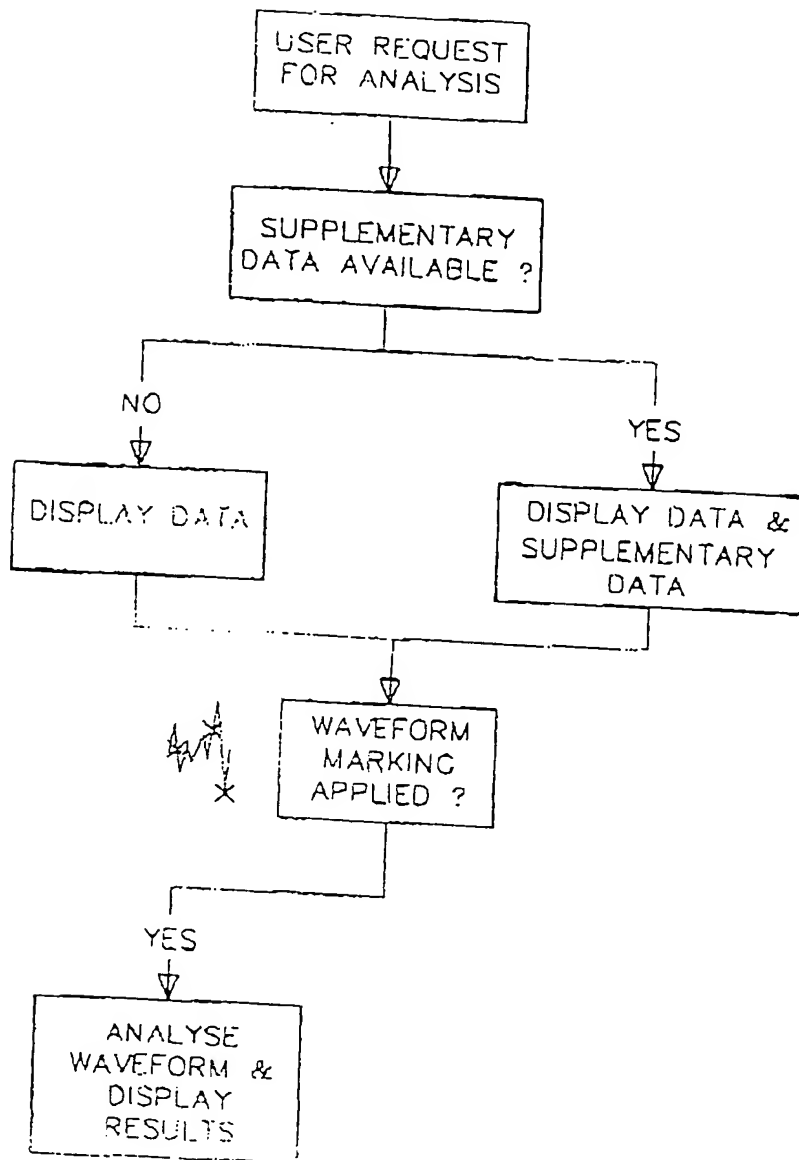 USER REQUEST
FOR ANALYSIS
SUPPLEMENTARY
DATA AVAILABLE ?
NO
YES
DISPLAY DATA
DISPLAY DATA &
SUPPLEMENTARY
DATA
WAVEFORM
MARKING
APPLIED ?
YES
ANALYSE
WAVEFORM &
DISPLAY
RESULTS